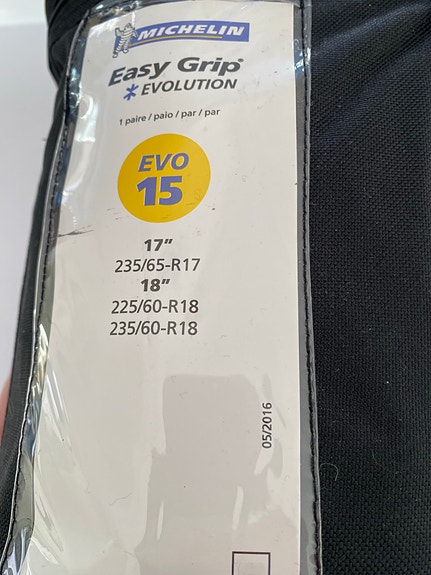 MICHELIN
Easy Grip®
*EVOLUTION
1 paire / paio / par / par
EVO
15
17"
235/65-R17
18"
225/60-R18
235/60-R18
05/2016